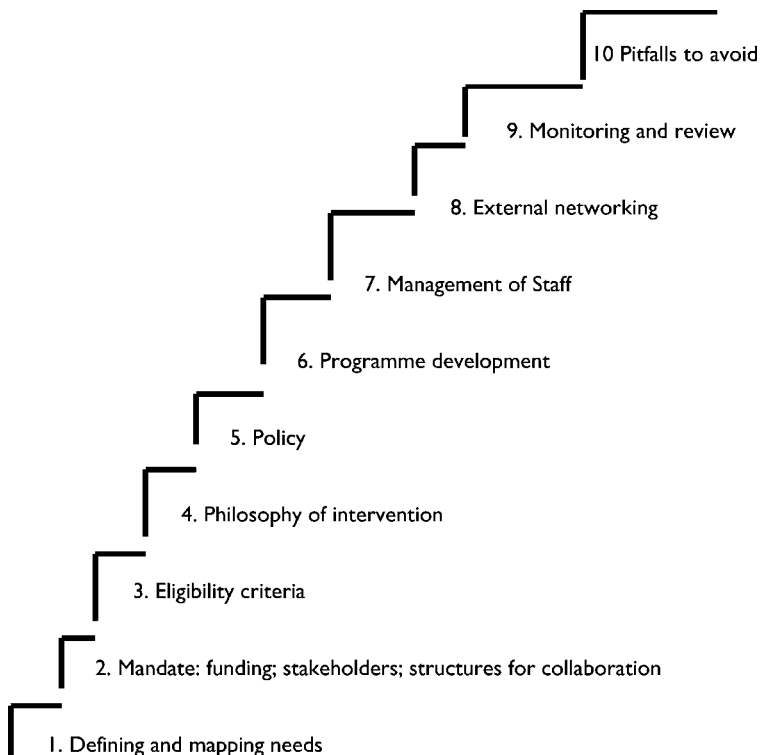 10 Pitfalls to avoid
9. Monitoring and review
8. External networking
7. Management of Staff
6. Programme development
5. Policy
4. Philosophy of intervention
3. Eligibility criteria
2. Mandate: funding; stakeholders; structures for collaboration
1. Defining and mapping needs